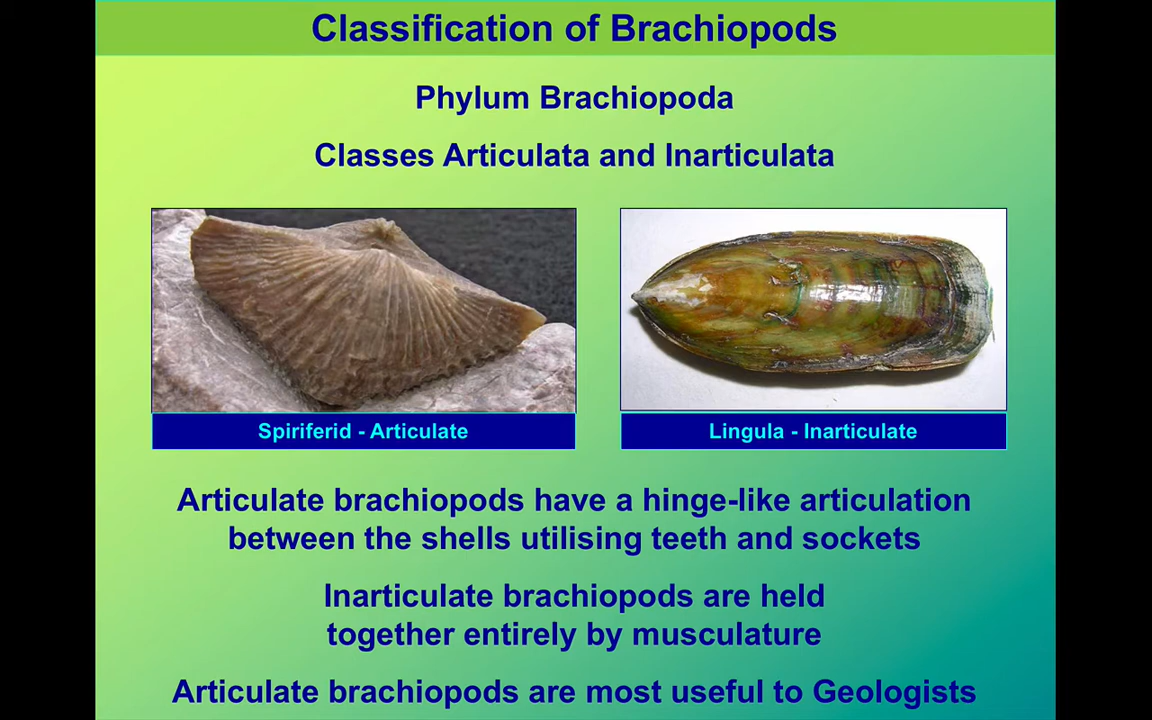 Classification of Brachiopods
Phylum Brachiopoda
Classes Articulata and Inarticulata
Spiriferid - Articulate
Lingula - Inarticulate
Articulate brachiopods have a hinge-like articulation
between the shells utilising teeth and sockets
Inarticulate brachiopods are held
together entirely by musculature
Articulate brachiopods are most useful to Geologists